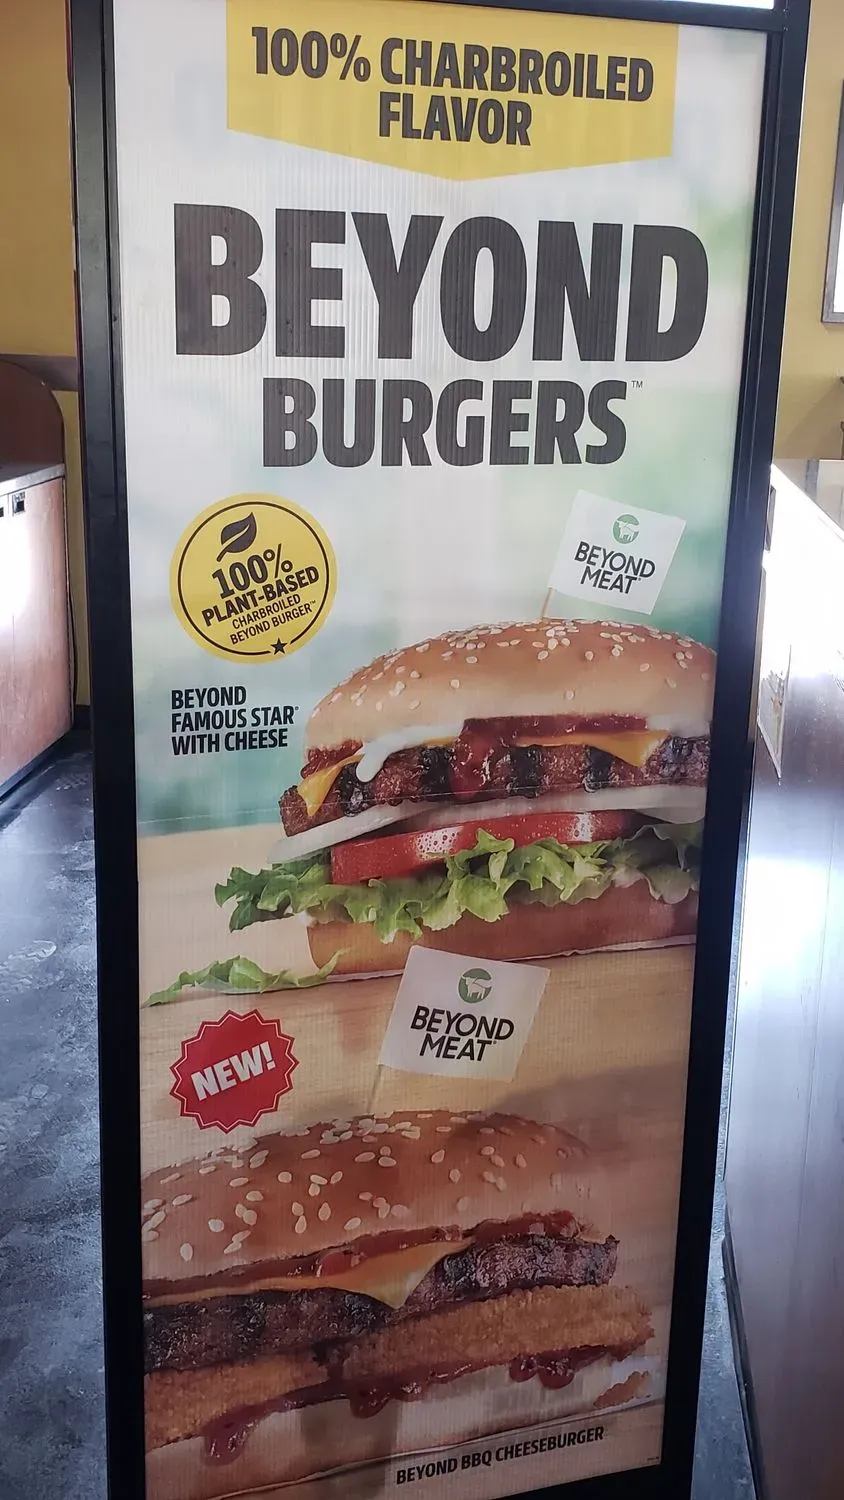 100% CHARBROILED
FLAVOR
BEYOND
BURGERS™
100%
PLANT-BASED
CHARBROILED
BEYOND BURGER™
BEYOND
MEAT®
BEYOND
FAMOUS STAR®
WITH CHEESE
BEYOND
MEAT®
NEW!
BEYOND BBQ CHEESEBURGER